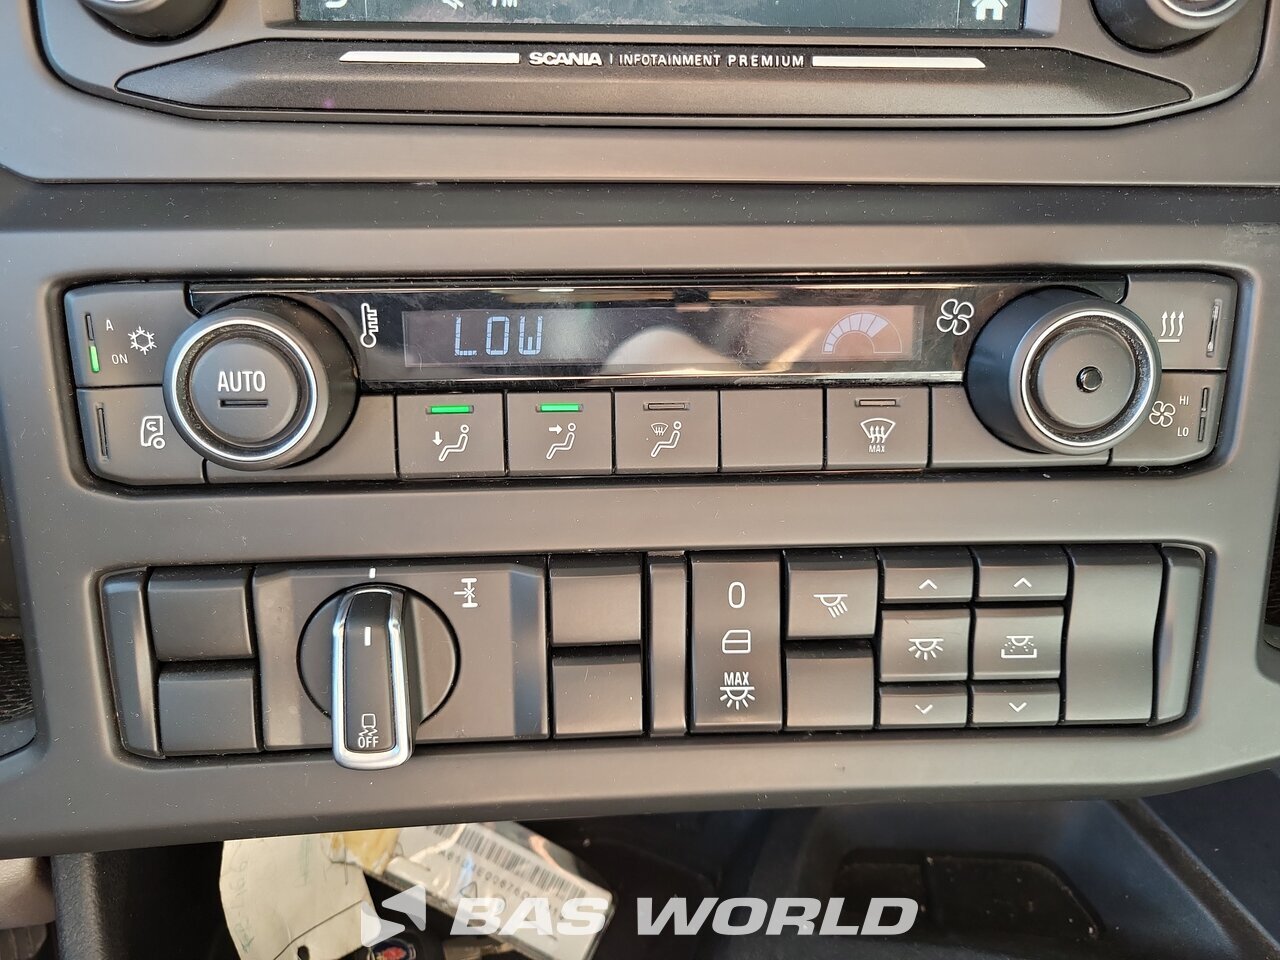 SCANIA | INFOTAINMENT PREMIUM
A
ON
LOW
AUTO
MAX
HI
LO
0
MAX
OFF
BAS WORLD